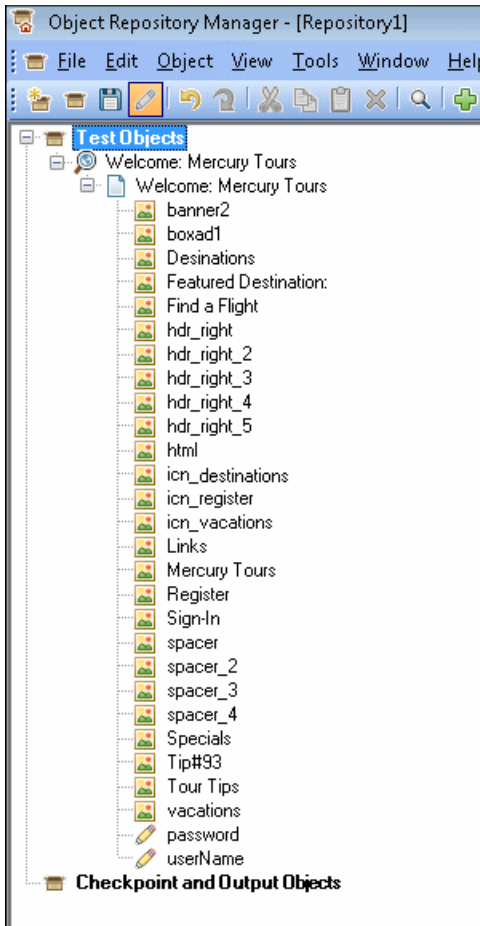 Object Repository Manager - [Repository1]
File Edit Object View Tools Window Help
Test Objects
Welcome: Mercury Tours
Welcome: Mercury Tours
banner2
boxad1
Desinations
Featured Destination:
Find a Flight
hdr_right
hdr_right_2
hdr_right_3
hdr_right_4
hdr_right_5
html
icn_destinations
icn_register
icn_vacations
Links
Mercury Tours
Register
Sign-In
spacer
spacer_2
spacer_3
spacer_4
Specials
Tip#93
Tour Tips
vacations
password
userName
Checkpoint and Output Objects